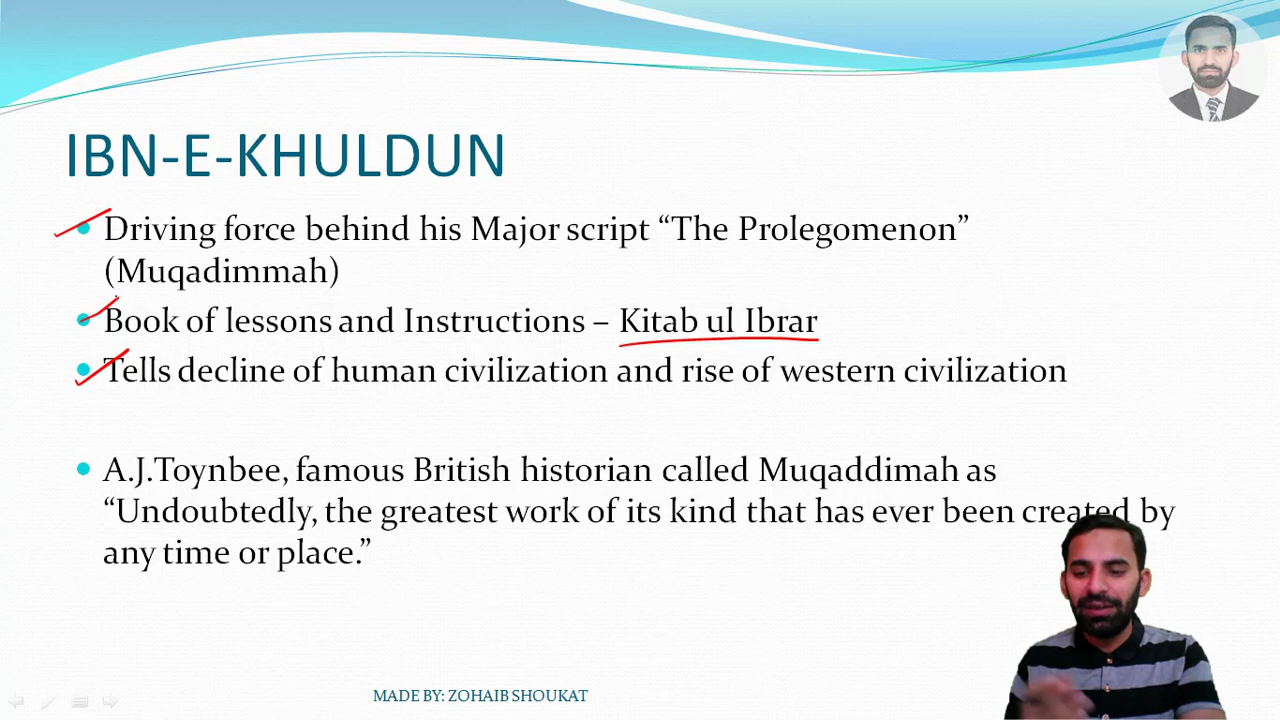 IBN-E-KHULDUN
Driving force behind his Major script “The Prolegomenon”
(Muqadimmah)
Book of lessons and Instructions – Kitab ul Ibrar
Tells decline of human civilization and rise of western civilization
A.J.Toynbee, famous British historian called Muqaddimah as
“Undoubtedly, the greatest work of its kind that has ever been created by
any time or place.”
MADE BY: ZOHAIB SHOUKAT